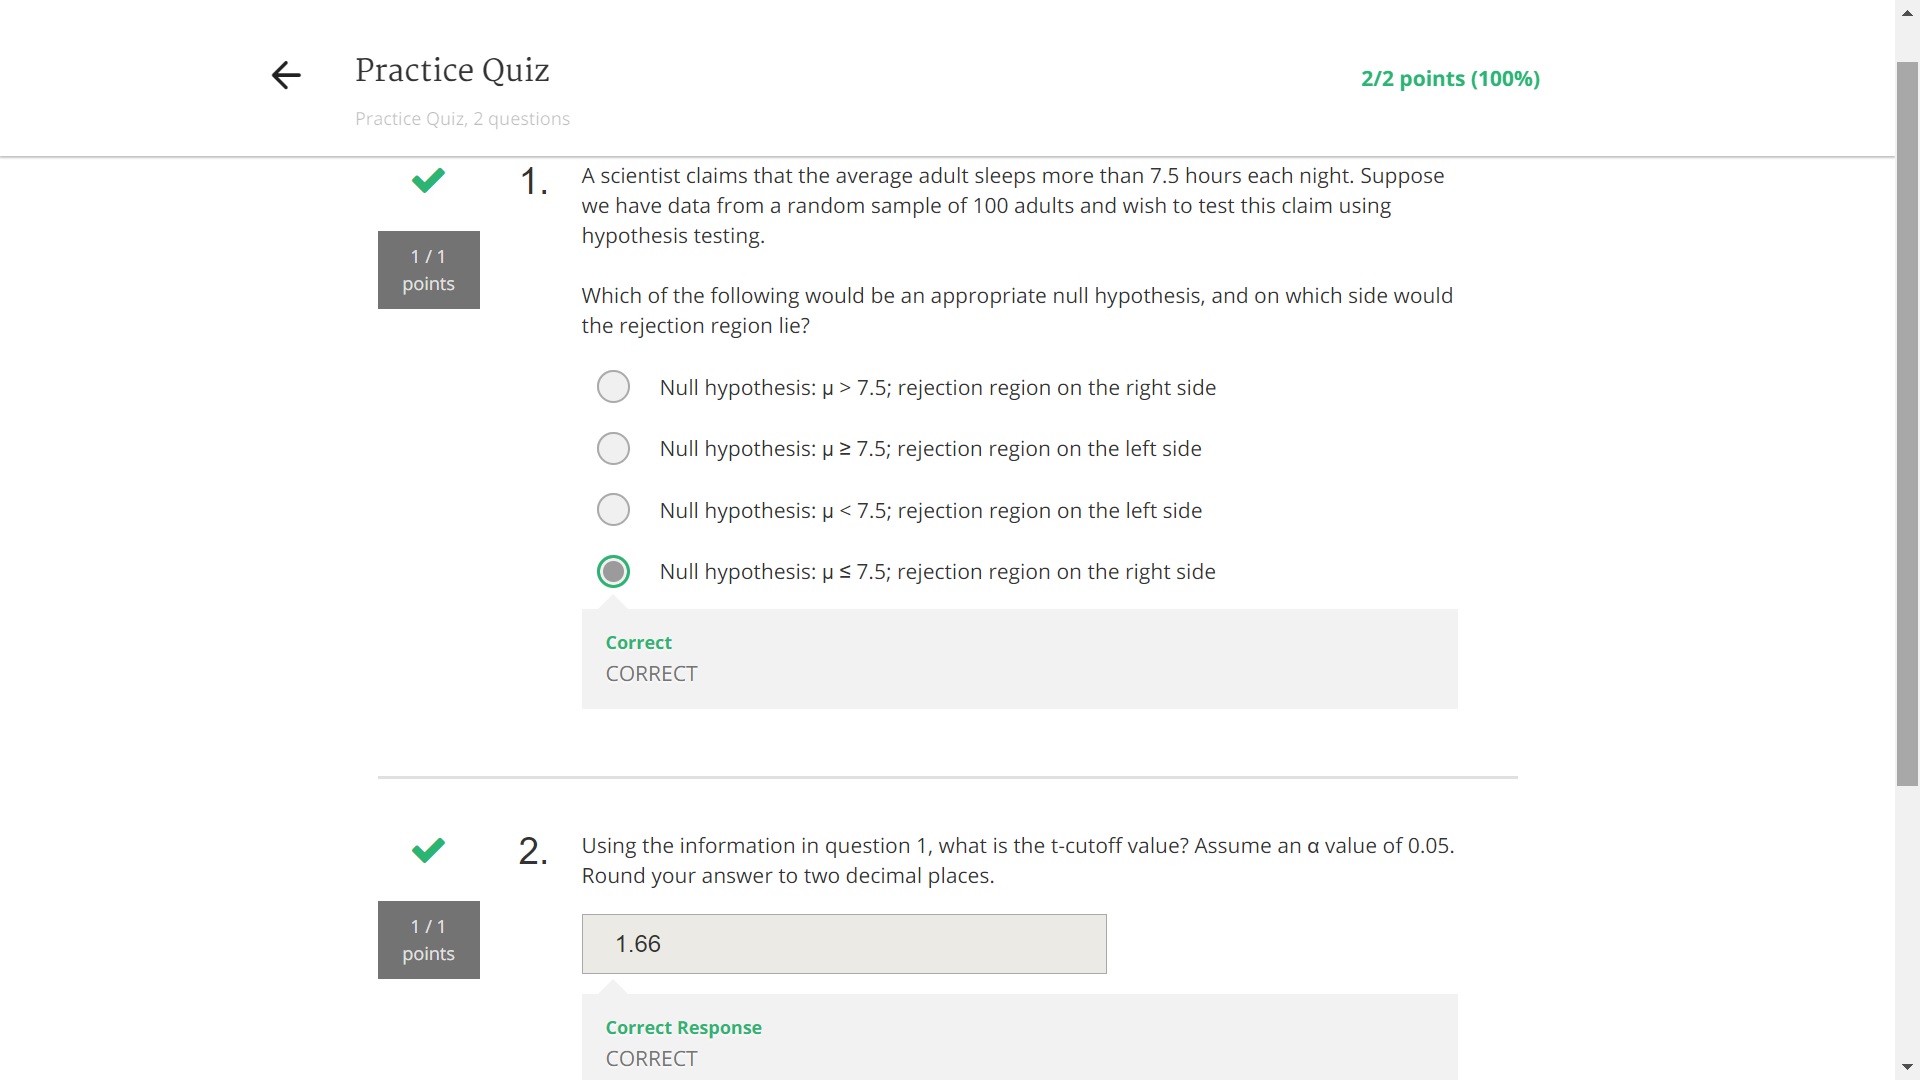 Practice Quiz
2/2 points (100%)
Practice Quiz, 2 questions
1 / 1
points
1.
A scientist claims that the average adult sleeps more than 7.5 hours each night. Suppose
we have data from a random sample of 100 adults and wish to test this claim using
hypothesis testing.
Which of the following would be an appropriate null hypothesis, and on which side would
the rejection region lie?
Null hypothesis: μ > 7.5; rejection region on the right side
Null hypothesis: μ ≥ 7.5; rejection region on the left side
Null hypothesis: μ < 7.5; rejection region on the left side
Null hypothesis: μ ≤ 7.5; rejection region on the right side
Correct
CORRECT
1 / 1
points
2.
Using the information in question 1, what is the t-cutoff value? Assume an α value of 0.05.
Round your answer to two decimal places.
1.66
Correct Response
CORRECT